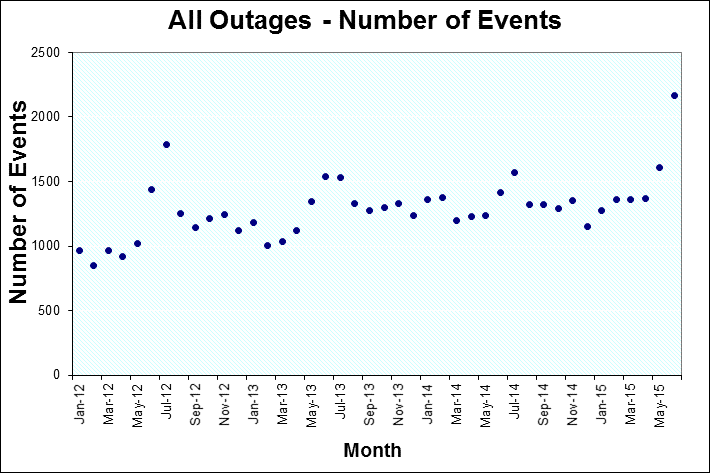 All Outages - Number of Events
Number of Events
2500
2000
1500
1000
500
0
Jan-12
Mar-12
May-12
Jul-12
Sep-12
Nov-12
Jan-13
Mar-13
May-13
Jul-13
Sep-13
Nov-13
Jan-14
Mar-14
May-14
Jul-14
Sep-14
Nov-14
Jan-15
Mar-15
May-15
Month